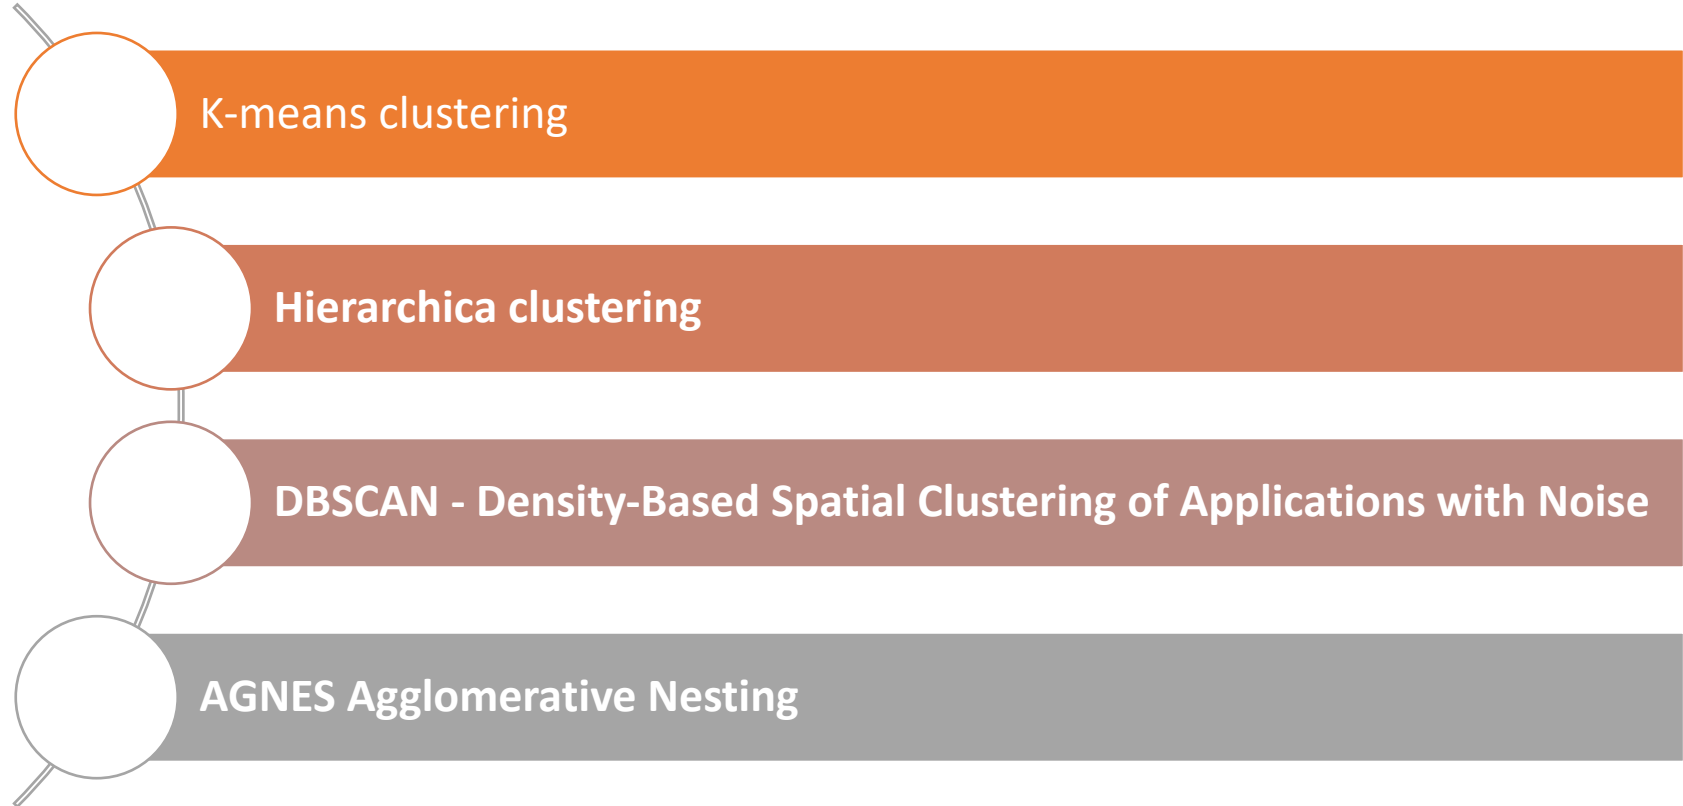 K-means clustering
Hierarchica clustering
DBSCAN - Density-Based Spatial Clustering of Applications with Noise
AGNES Agglomerative Nesting